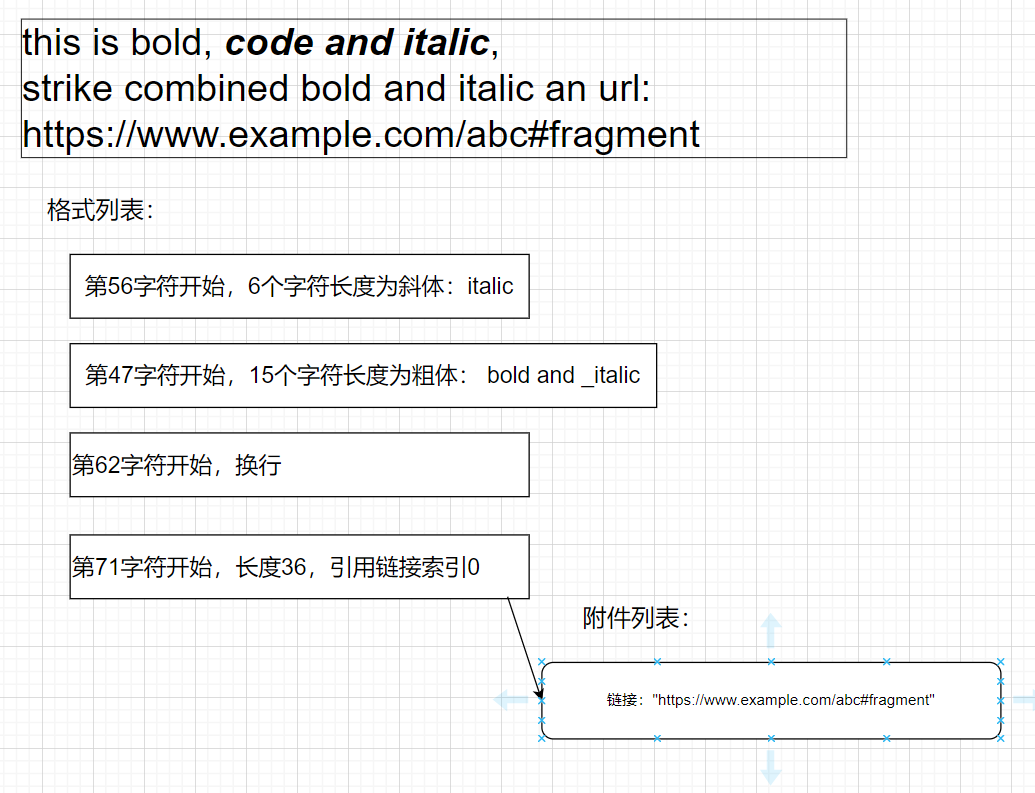 this is bold, code and italic,
strike combined bold and italic an url:
https://www.example.com/abc#fragment
格式列表：
第56字符开始，6个字符长度为斜体：italic
第47字符开始，15个字符长度为粗体： bold and _italic
第62字符开始，换行
第71字符开始，长度36，引用链接索引0
附件列表：
链接："https://www.example.com/abc#fragment"